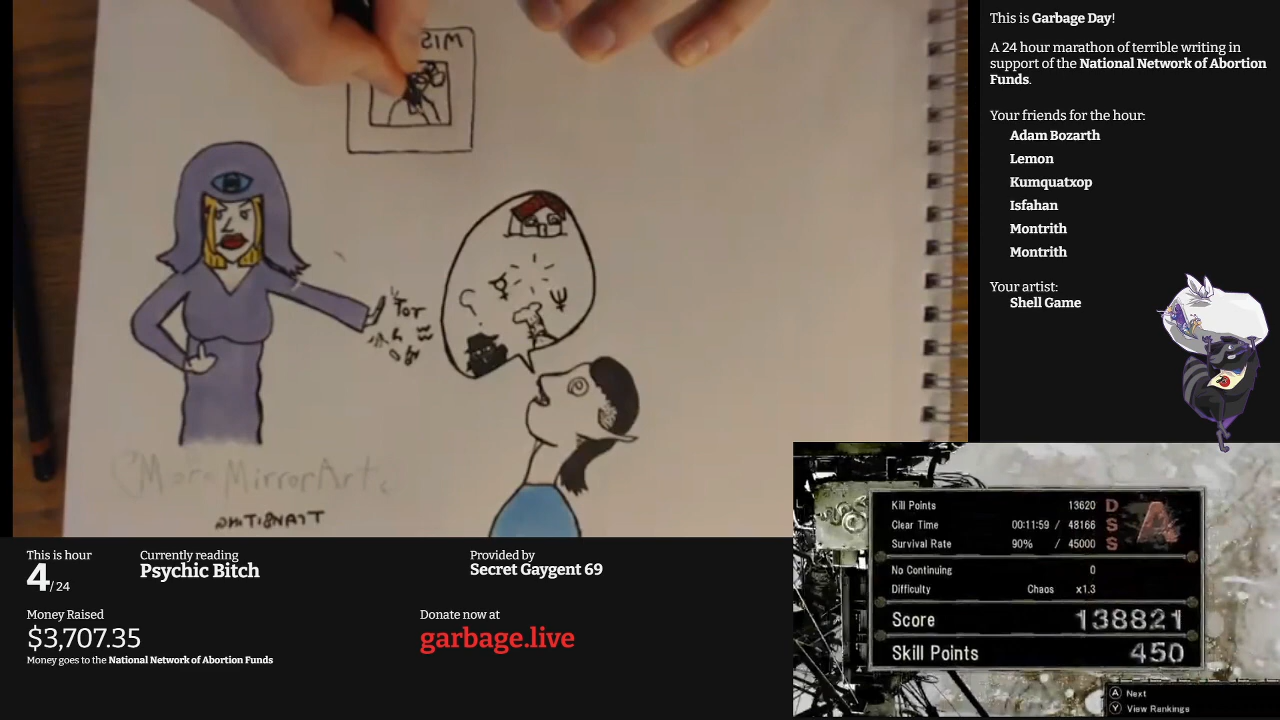 This is Garbage Day!
A 24 hour marathon of terrible writing in
support of the National Network of Abortion
Funds.
Your friends for the hour:
Adam Bozarth
Lemon
Kumquatxop
Isfahan
Montrith
Montrith
Your artist:
Shell Game
MIS
Tor
MoreMirrorArt
This is hour
4/24
Currently reading
Psychic Bitch
Provided by
Secret Gaygent 69
Money Raised
$3,707.35
Money goes to the National Network of Abortion Funds
Donate now at
garbage.live
Kill Points 13620 D
Clear Time 00:11:59 / 48166 S
Survival Rate 90% / 45000 S
A
No Continuing 0
Difficulty Chaos x1.3
Score 138821
Skill Points 450
A Next
Y View Rankings